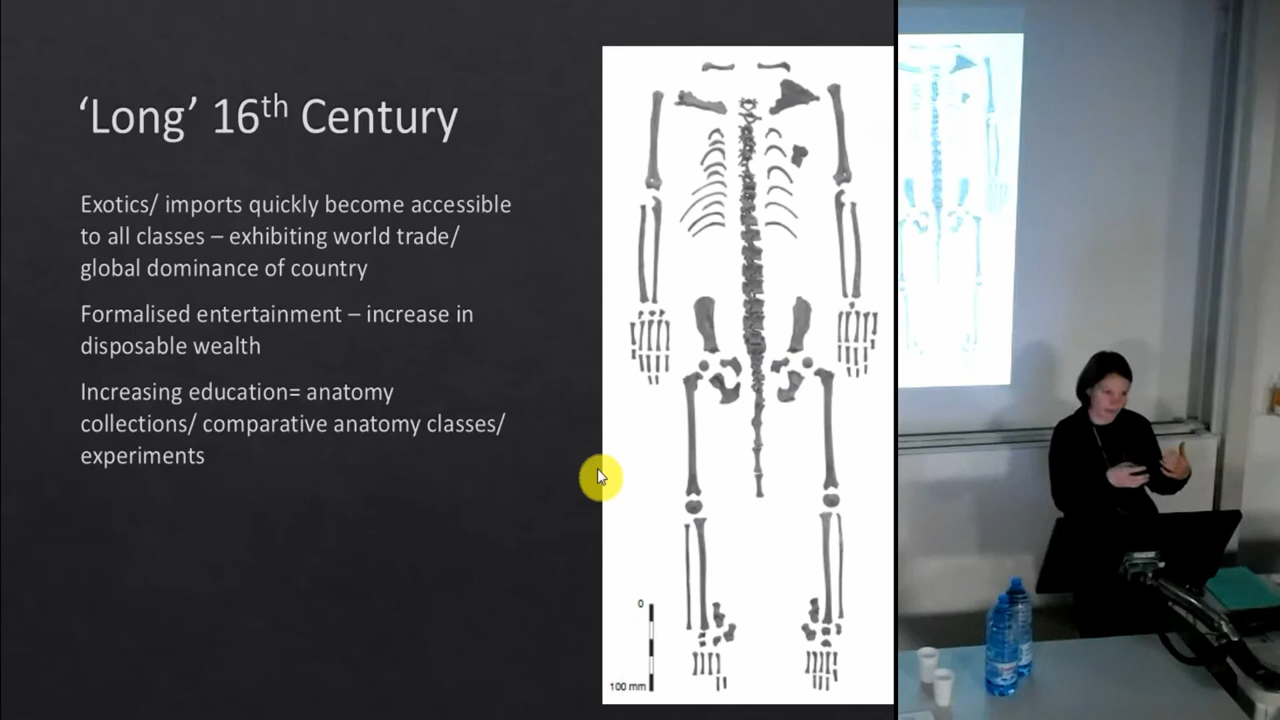 ‘Long’ 16th Century
Exotics/ imports quickly become accessible
to all classes – exhibiting world trade/
global dominance of country
Formalised entertainment – increase in
disposable wealth
Increasing education= anatomy
collections/ comparative anatomy classes/
experiments
0
100 mm